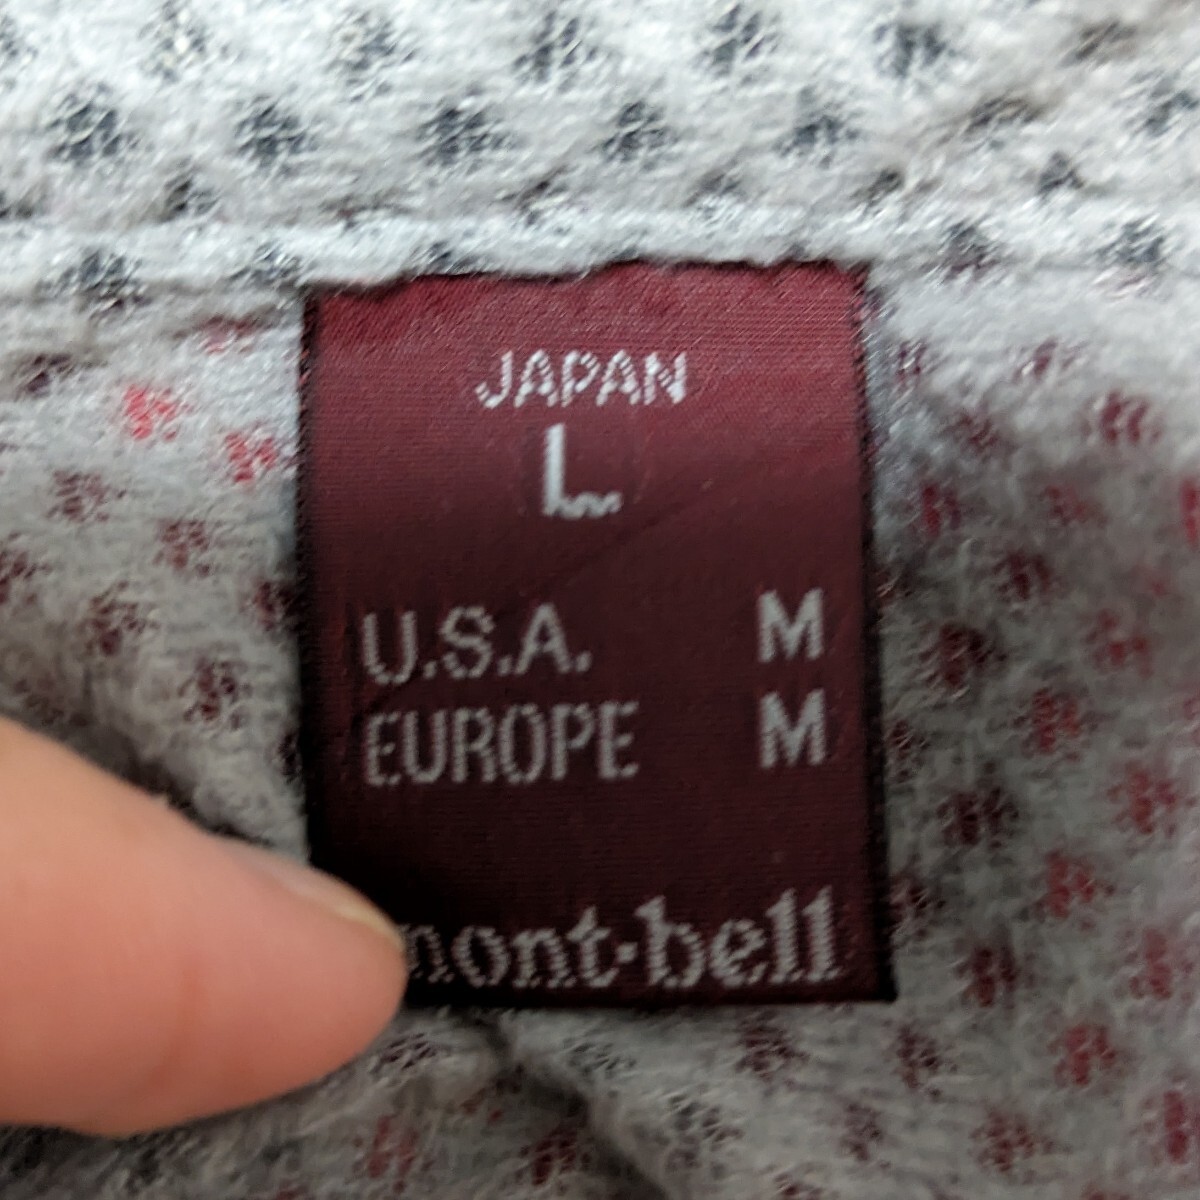 JAPAN
L
U.S.A. M
EUROPE M
mont-bell